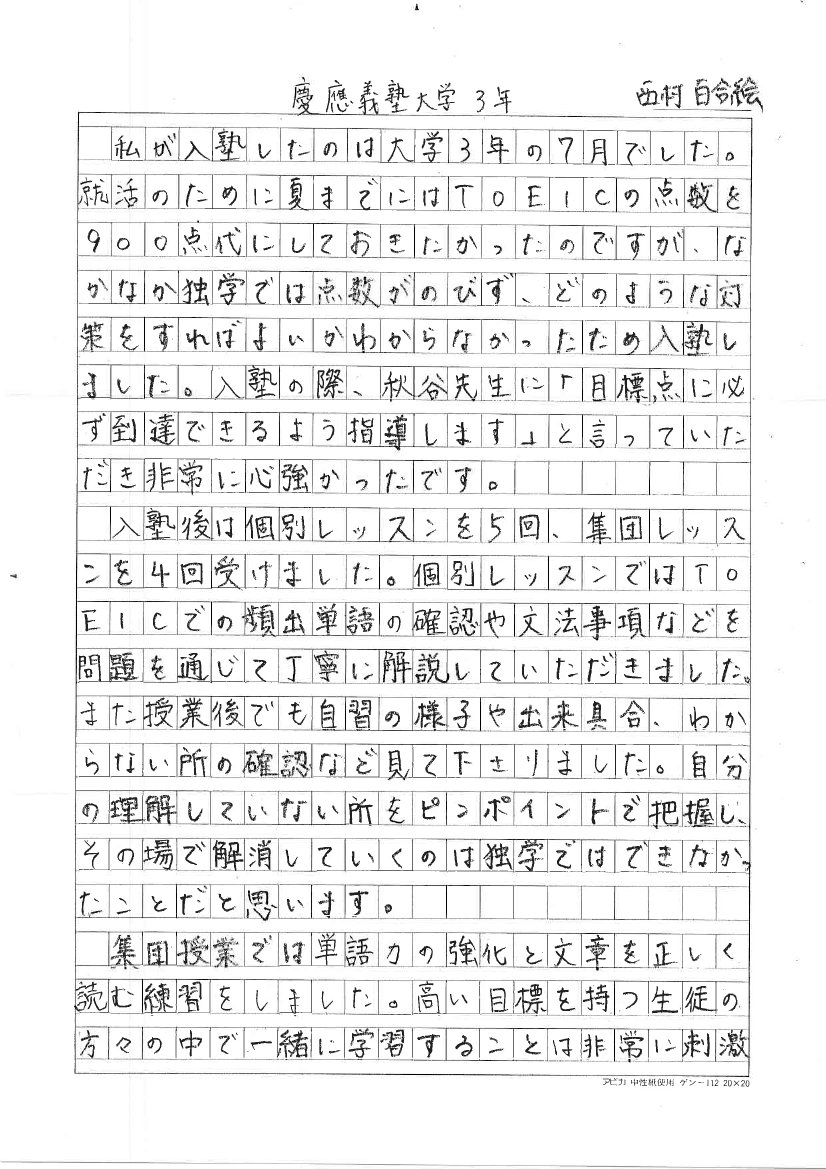 慶應義塾大学 3年 西村 百合絵
私が入塾したのは大学3年の7月でした。
就活のために夏までにはTOEICの点数を
900点代にしておきたかったのですが、な
かなか独学では点数がのびず、どのような対
策をすればよいかわからなかったため入塾し
ました。入塾の際、秋谷先生に「目標点に必
ず到達できるよう指導します」と言っていた
だき非常に心強かったです。
入塾後は個別レッスンを5回、集団レッス
ンを4回受けました。個別レッスンではTO
EICでの頻出単語の確認や文法事項などを
問題を通じて丁寧に解説していただきました。
また授業後でも自習の様子や出来具合、わか
らない所の確認など見て下さりました。自分
の理解していない所をピンポイントで把握し、
その場で解消していくのは独学ではできなかっ
たことだと思います。
集団授業では単語力の強化と文章を正しく
読む練習をしました。高い目標を持つ生徒の
方々の中で一緒に学習することは非常に刺激
アピカ 中性紙使用 ゲンー112 20×20